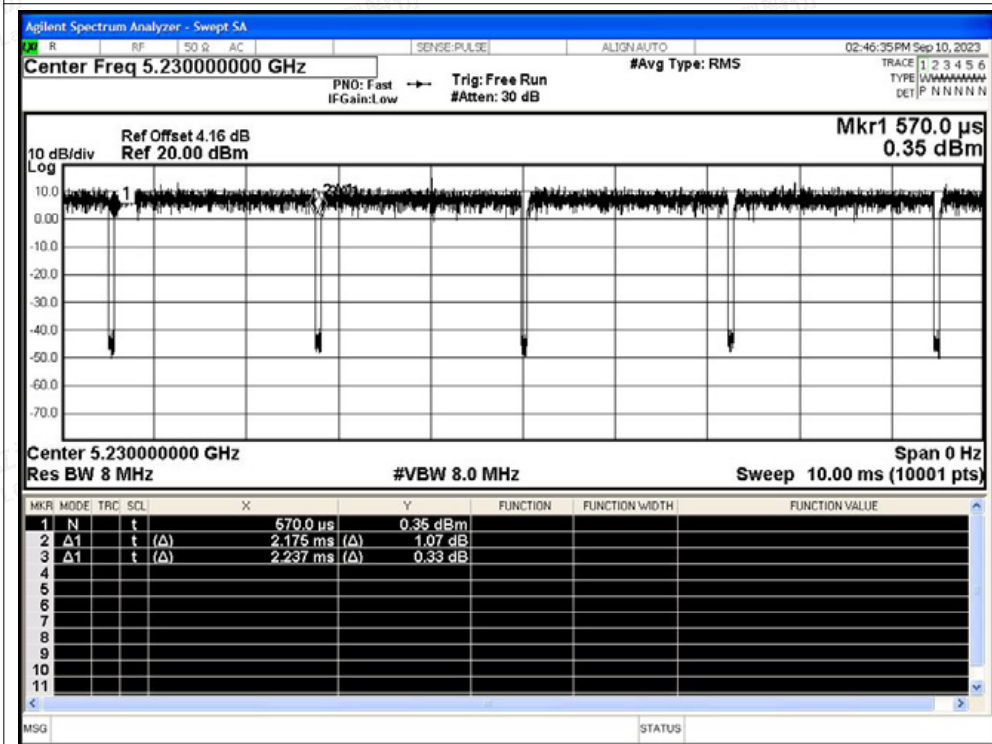 Agilent Spectrum Analyzer - Swept SA
R RF 50 Ω AC SENSE:PULSE ALIGN AUTO 02:46:35 PM Sep 10, 2023
Center Freq 5.230000000 GHz #Avg Type: RMS TRACE 1 2 3 4 5 6
PNO: Fast Trig: Free Run TYPE
IFGain:Low #Atten: 30 dB DET P N N N N N
Mkr1 570.0 µs
0.35 dBm
Ref Offset 4.16 dB
10 dB/div Ref 20.00 dBm
Log
10.0
0.00
-10.0
-20.0
-30.0
-40.0
-50.0
-60.0
-70.0
1
Center 5.230000000 GHz Span 0 Hz
Res BW 8 MHz #VBW 8.0 MHz Sweep 10.00 ms (10001 pts)
MKR MODE TRC SCL X Y FUNCTION FUNCTION WIDTH FUNCTION VALUE
1 N t 570.0 µs 0.35 dBm
2 Δ1 t (Δ) 2.175 ms (Δ) 1.07 dB
3 Δ1 t (Δ) 2.237 ms (Δ) 0.33 dB
4
5
6
7
8
9
10
11
MSG STATUS